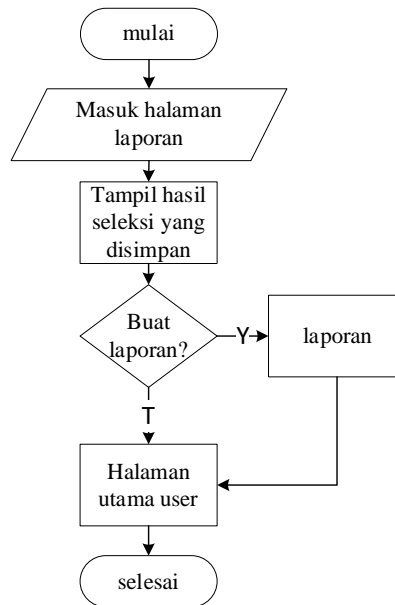 mulai
Masuk halaman
laporan
Tampil hasil
seleksi yang
disimpan
Buat
laporan?
Y
laporan
T
Halaman
utama user
selesai